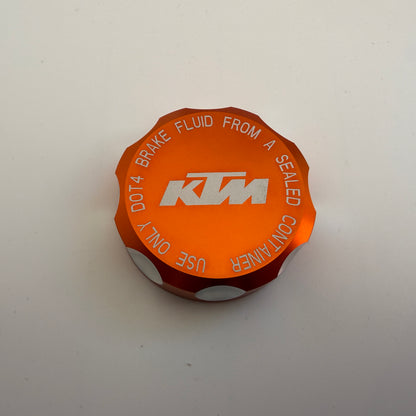 USE ONLY DOT4 BRAKE FLUID FROM A SEALED CONTAINER
KTM